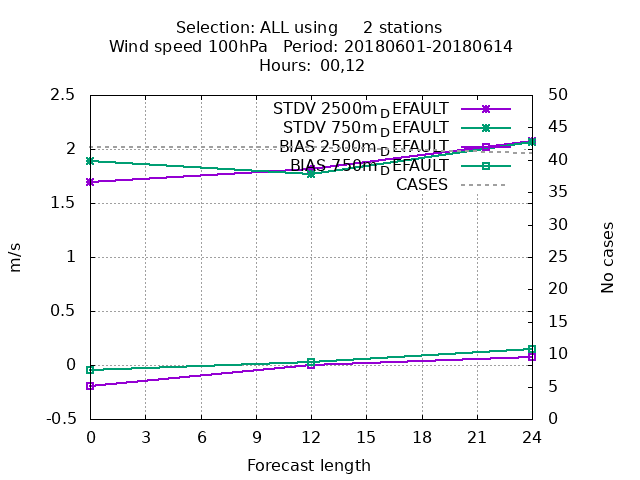 Selection: ALL using     2 stations
Wind speed 100hPa   Period: 20180601-20180614
Hours:  00,12
STDV 2500m_DEFAULT
STDV 750m_DEFAULT
BIAS 2500m_DEFAULT
BIAS 750m_DEFAULT
CASES
2.5
2
1.5
1
0.5
0
-0.5
50
45
40
35
30
25
20
15
10
5
0
m/s
No cases
0 3 6 9 12 15 18 21 24
Forecast length